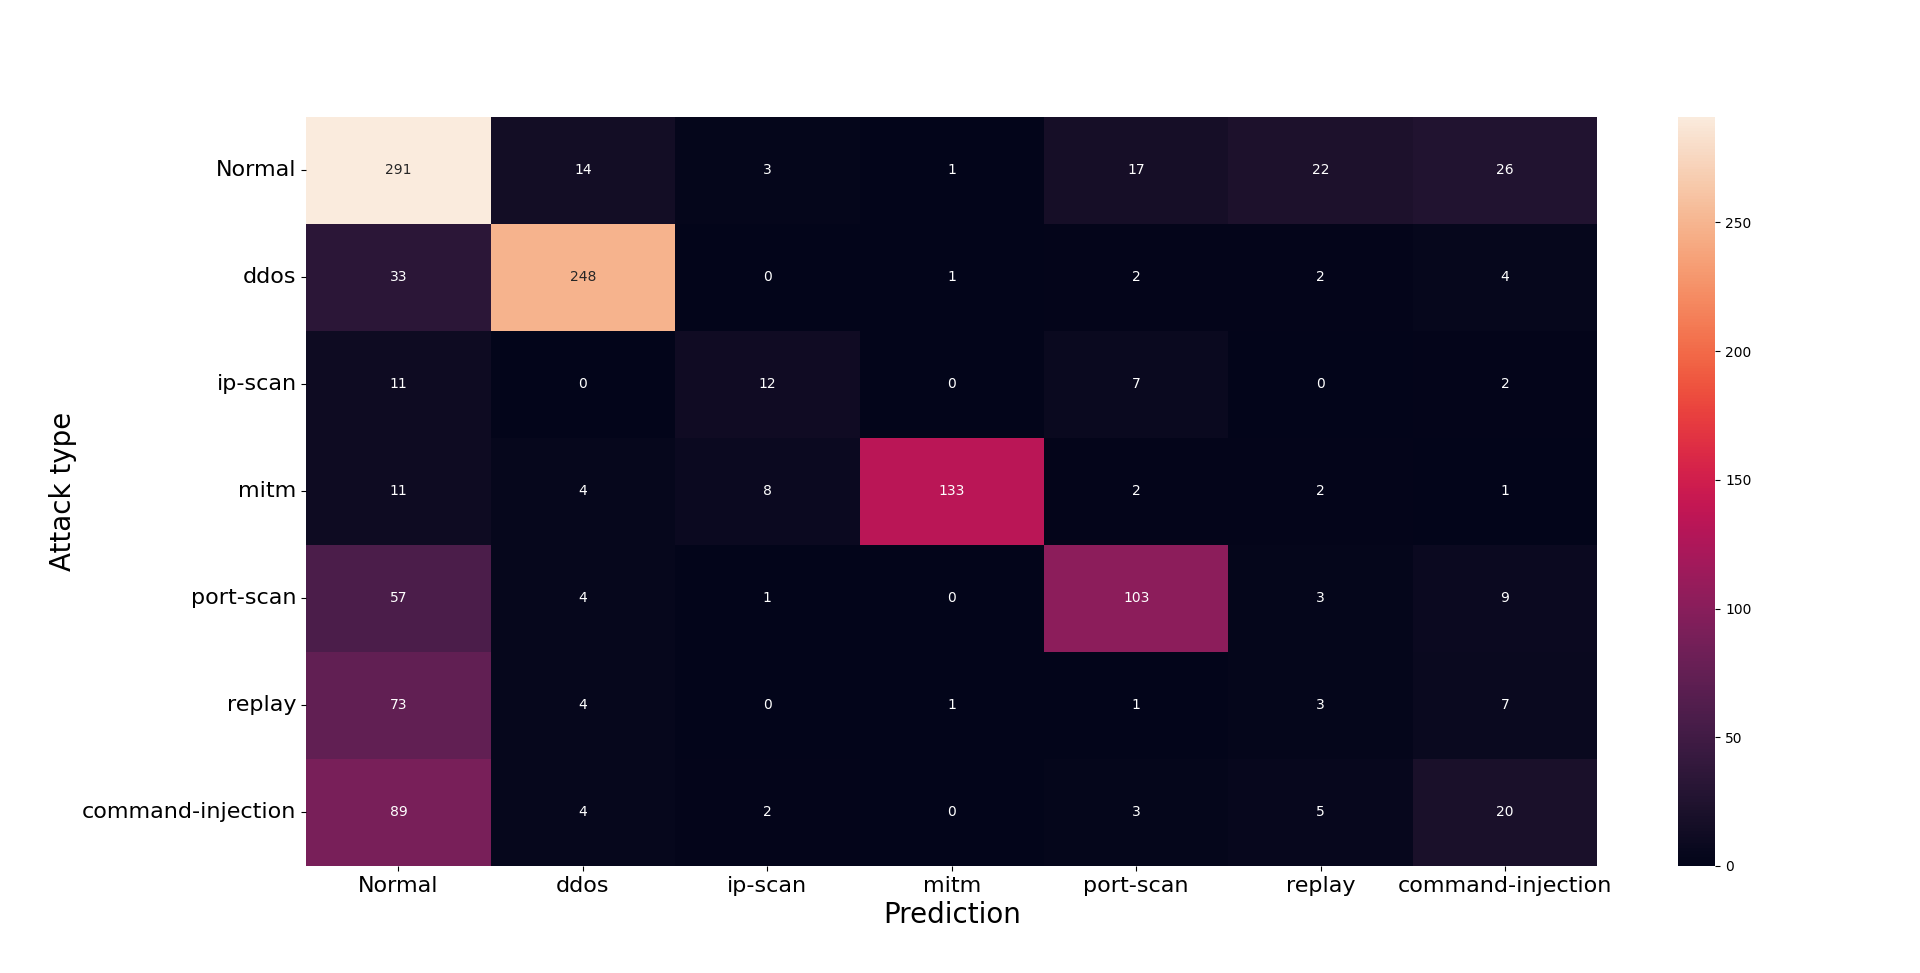 Normal 291 14 3 1 17 22 26
250
ddos 33 248 0 1 2 2 4
200
ip-scan 11 0 12 0 7 0 2
Attack type
mitm 11 4 8 133 2 2 1
150
port-scan 57 4 1 0 103 3 9
100
replay 73 4 0 1 1 3 7
50
command-injection 89 4 2 0 3 5 20
0
Normal ddos ip-scan mitm port-scan replay command-injection
Prediction